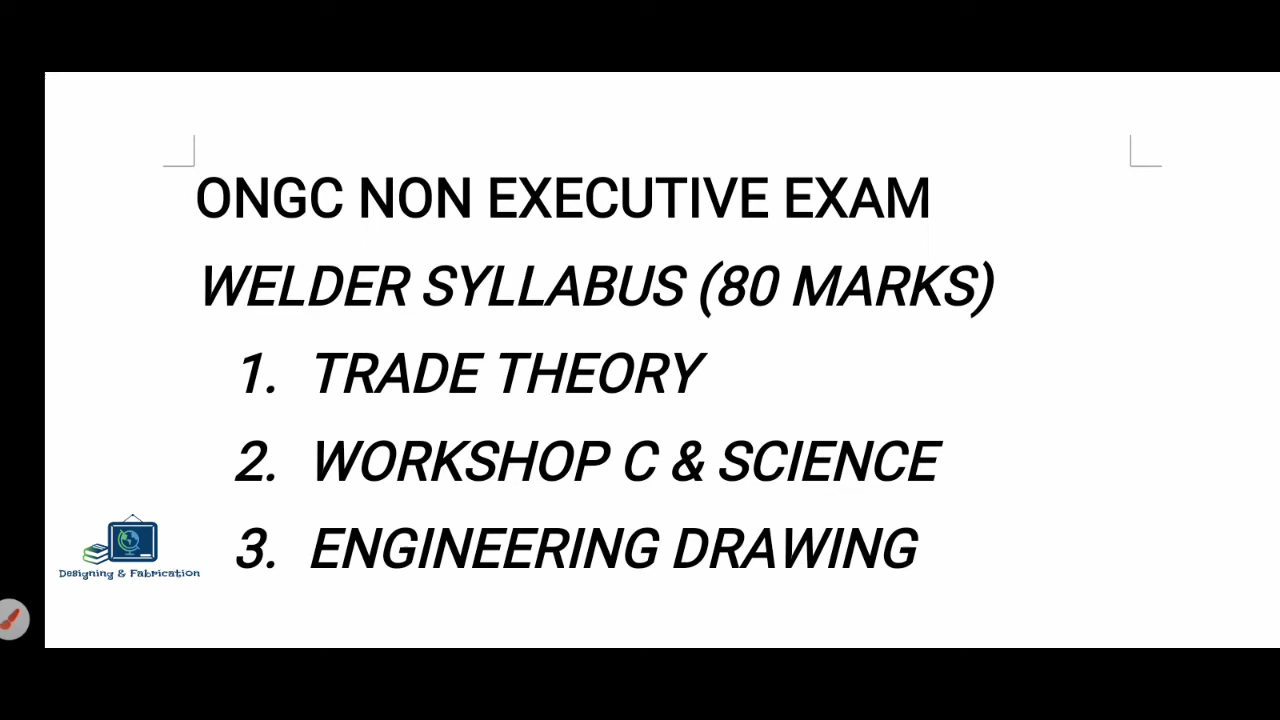 ONGC NON EXECUTIVE EXAM
WELDER SYLLABUS (80 MARKS)
1. TRADE THEORY
2. WORKSHOP C & SCIENCE
3. ENGINEERING DRAWING
Designing & Fabrication